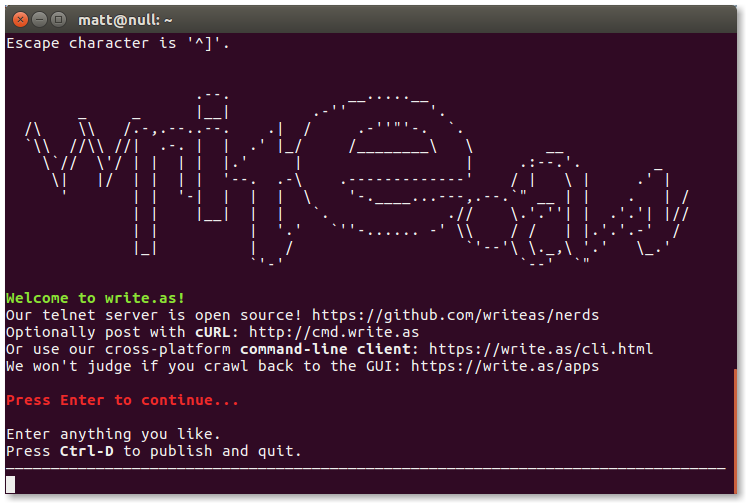 matt@null: ~
Escape character is '^]'.
write.as
Welcome to write.as!
Our telnet server is open source! https://github.com/writeas/nerds
Optionally post with cURL: http://cmd.write.as
Or use our cross-platform command-line client: https://write.as/cli.html
We won't judge if you crawl back to the GUI: https://write.as/apps
Press Enter to continue...
Enter anything you like.
Press Ctrl-D to publish and quit.